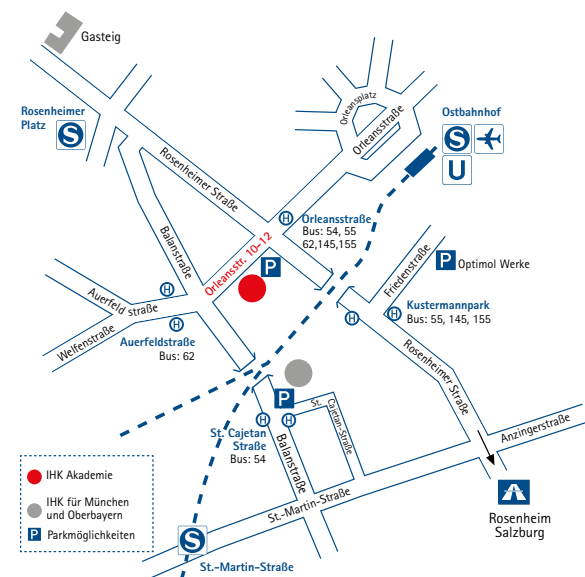 Gasteig
Rosenheimer
Platz
S
Rosenheimer Straße
Orleansplatz
Orleansstraße
Ostbahnhof
S
U
Balanstraße
Orleansstr. 10–12
P
H
Orleansstraße
Bus: 54, 55
62,145,155
Friedenstraße
P
Optimol Werke
H
Kustermannpark
Bus: 55, 145, 155
H
H
Auerfeld straße
Welfenstraße
H
Auerfeldstraße
Bus: 62
Rosenheimer Straße
P
St.
Cajetan-Straße
H
H
St. Cajetan
Straße
Bus: 54
Balanstraße
Anzingerstraße
St.-Martin-Straße
S
St.-Martin-Straße
Rosenheim
Salzburg
IHK Akademie
IHK für München
und Oberbayern
P
Parkmöglichkeiten